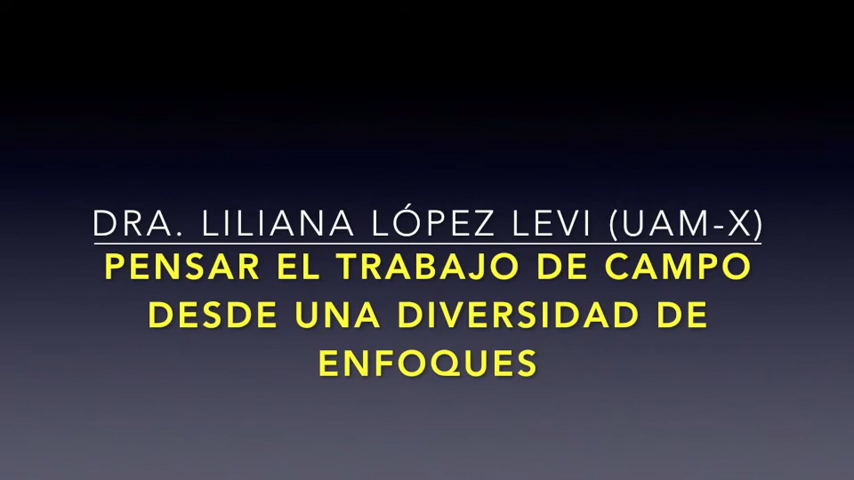 DRA. LILIANA LÓPEZ LEVI (UAM-X)
PENSAR EL TRABAJO DE CAMPO
DESDE UNA DIVERSIDAD DE
ENFOQUES